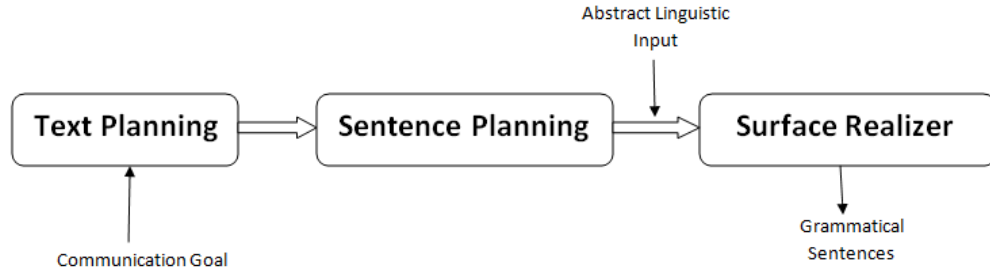 Abstract Linguistic
Input
Text Planning
Sentence Planning
Surface Realizer
Communication Goal
Grammatical
Sentences